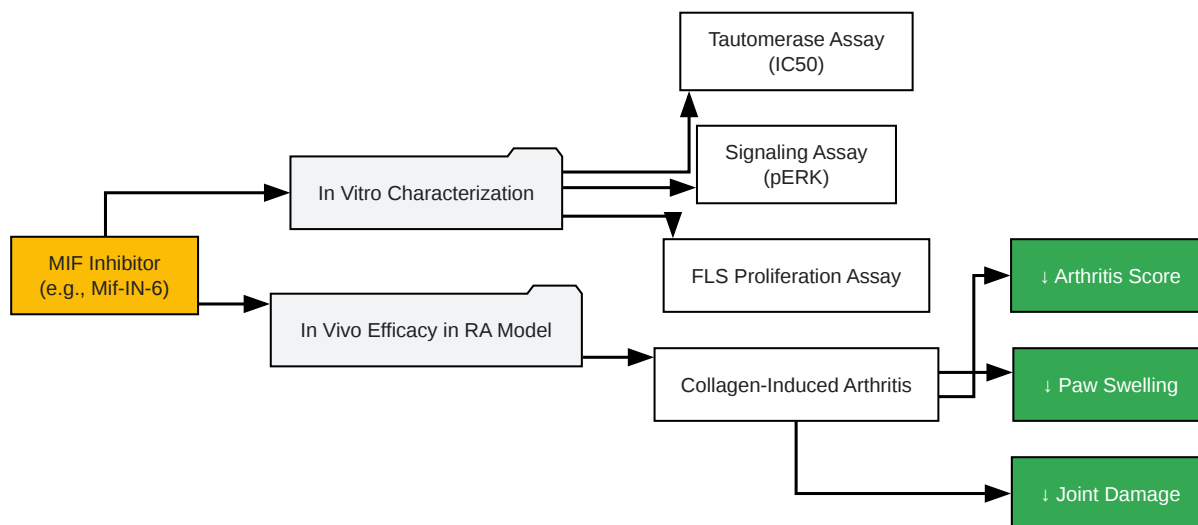 Tautomerase Assay
(IC50)
Signaling Assay
(pERK)
In Vitro Characterization
MIF Inhibitor
(e.g., Mif-IN-6)
FLS Proliferation Assay
↓ Arthritis Score
In Vivo Efficacy in RA Model
Collagen-Induced Arthritis
↓ Paw Swelling
↓ Joint Damage